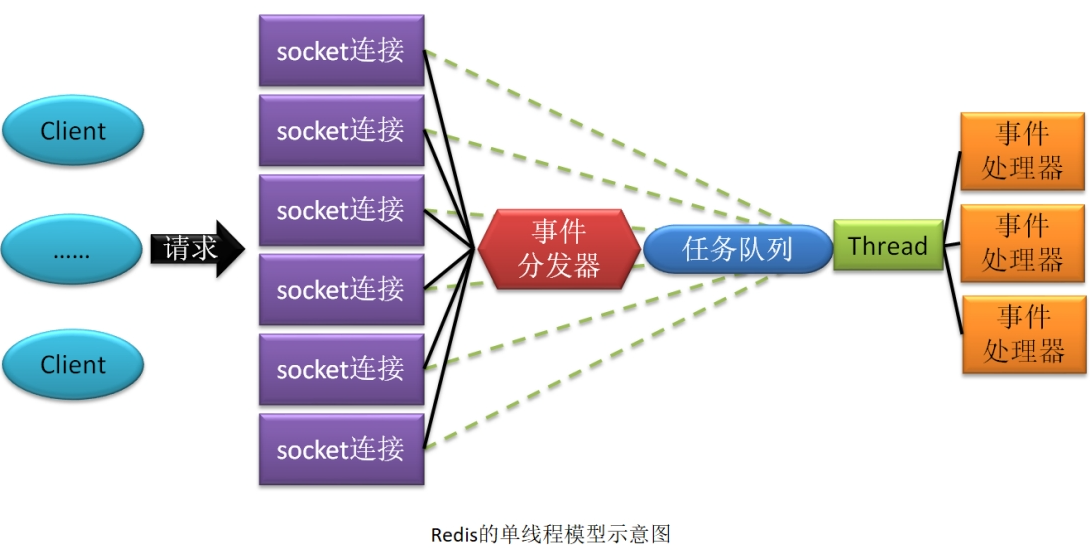 Client
……
Client
请求
socket连接
socket连接
socket连接
socket连接
socket连接
socket连接
事件
分发器
任务队列
Thread
事件
处理器
事件
处理器
事件
处理器
Redis的单线程模型示意图